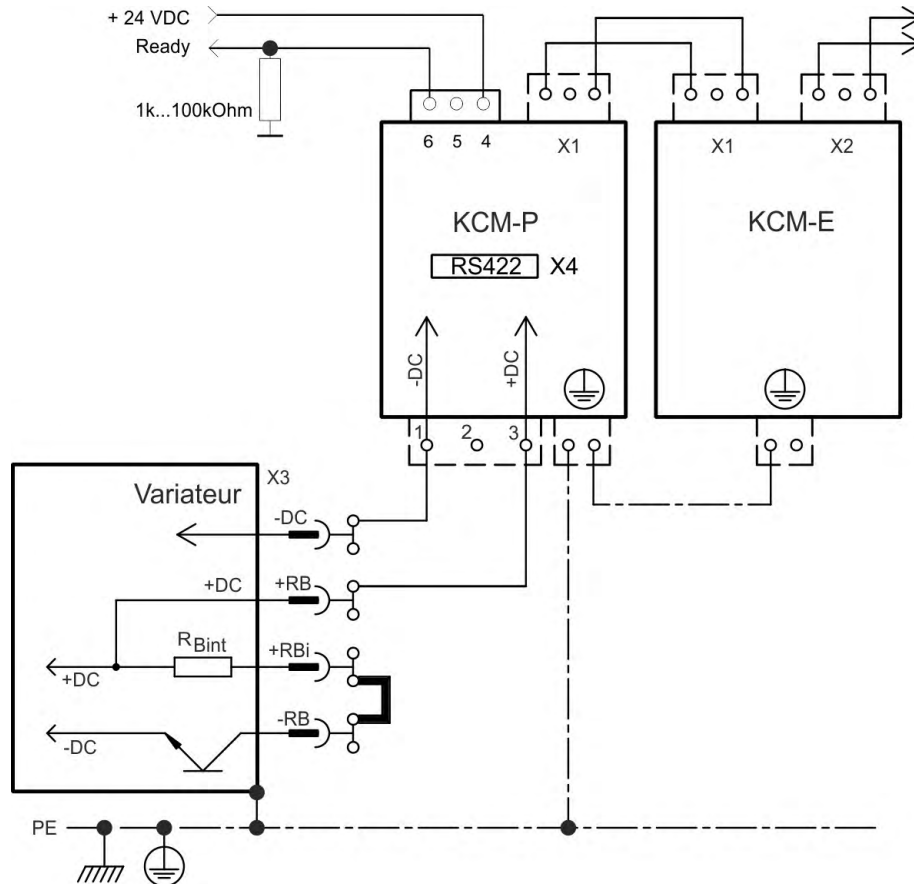 + 24 VDC
Ready
1k...100kOhm
6 5 4
X1
X1
X2
KCM-P
KCM-E
RS422 X4
-DC
+DC
1 2 3
Variateur
X3
-DC
+DC
+RB
RBint
+RBi
+DC
-RB
-DC
PE